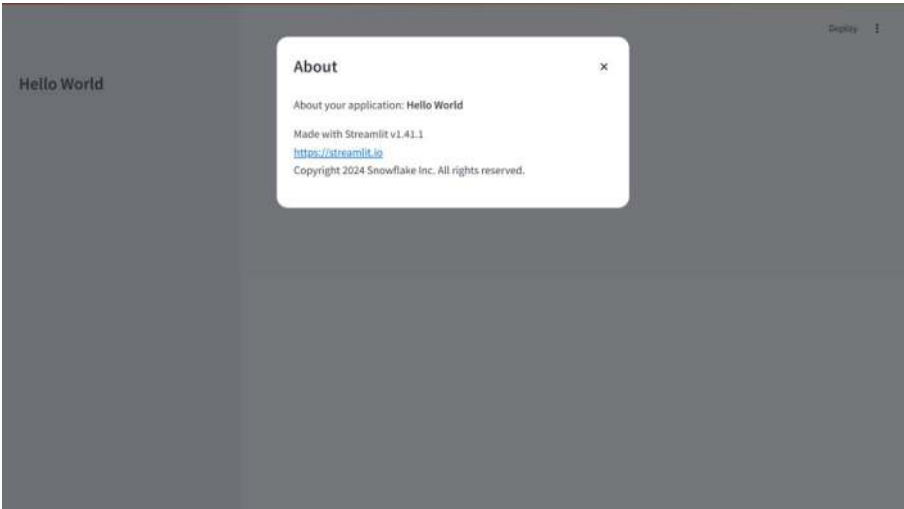 Deploy
Hello World
About
×
About your application: Hello World
Made with Streamlit v1.41.1
https://streamlit.io
Copyright 2024 Snowflake Inc. All rights reserved.